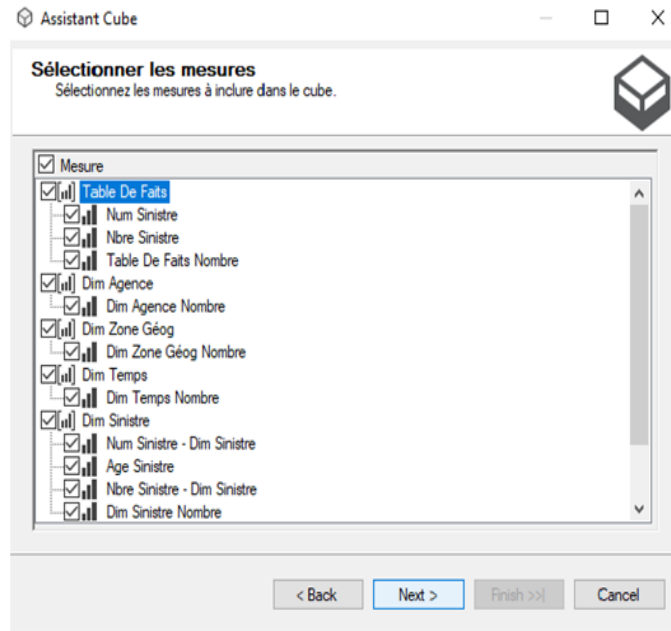 Assistant Cube
Sélectionner les mesures
Sélectionnez les mesures à inclure dans le cube.
Mesure
Table De Faits
Num Sinistre
Nbre Sinistre
Table De Faits Nombre
Dim Agence
Dim Agence Nombre
Dim Zone Géog
Dim Zone Géog Nombre
Dim Temps
Dim Temps Nombre
Dim Sinistre
Num Sinistre - Dim Sinistre
Age Sinistre
Nbre Sinistre - Dim Sinistre
Dim Sinistre Nombre
< Back Next > Finish >>| Cancel